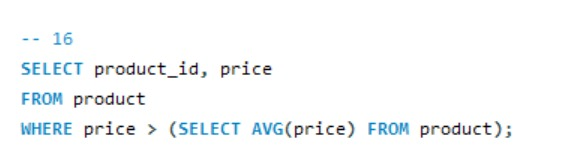 -- 16
SELECT product_id, price
FROM product
WHERE price > (SELECT AVG(price) FROM product);